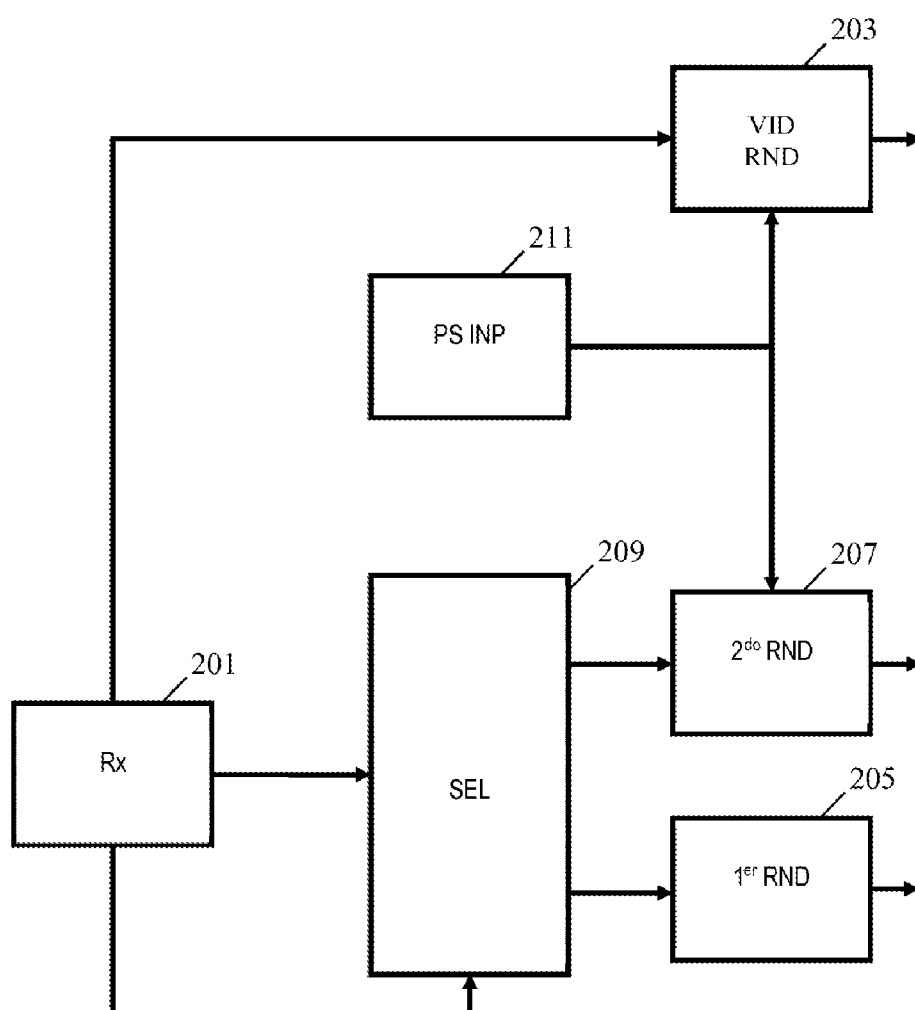 203
VID
RND
211
PS INP
209
207
2do RND
201
Rx
SEL
205
1er RND